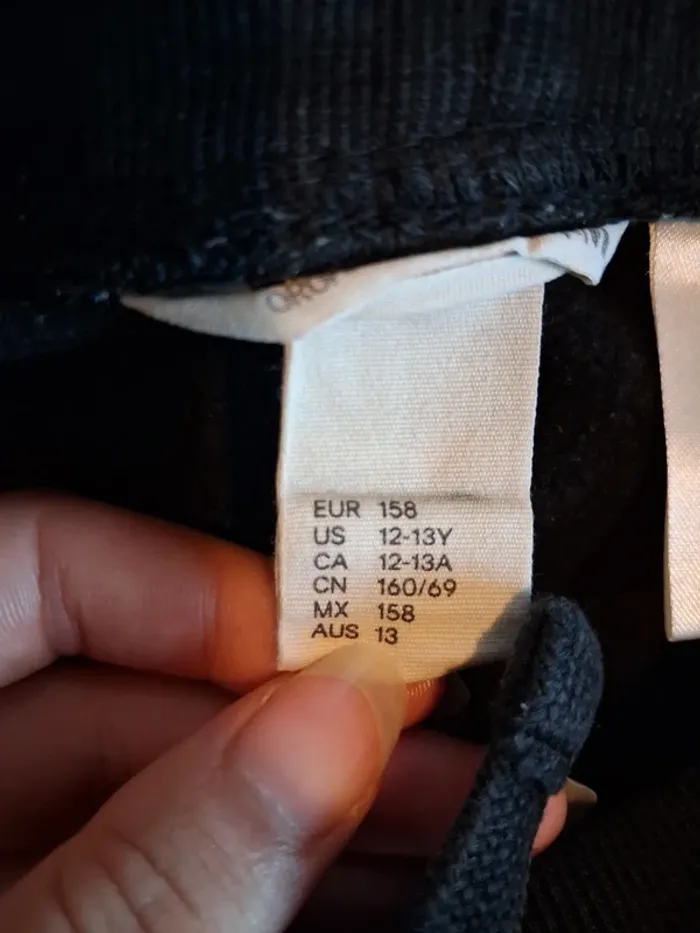 EUR 158
US 12-13Y
CA 12-13A
CN 160/69
MX 158
AUS 13